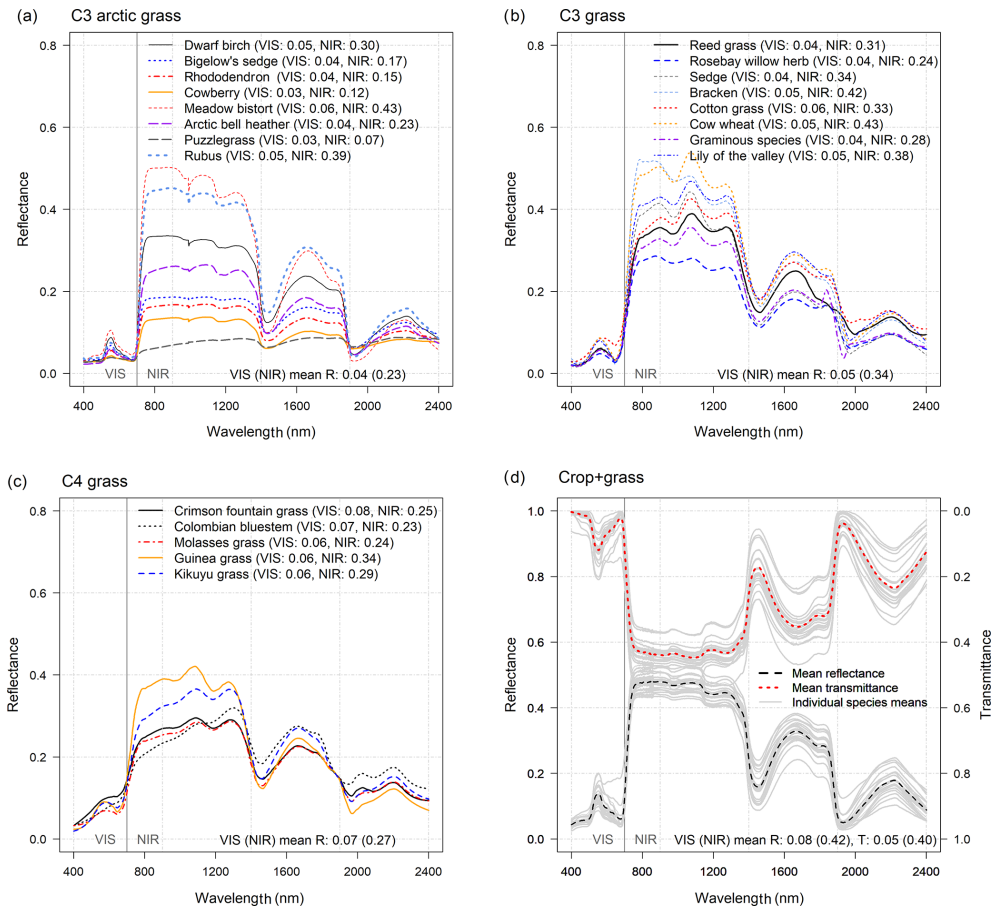 (a) C3 arctic grass
Reflectance
0.8
0.6
0.4
0.2
0.0
Dwarf birch (VIS: 0.05, NIR: 0.30)
Bigelow's sedge (VIS: 0.04, NIR: 0.17)
Rhododendron (VIS: 0.04, NIR: 0.15)
Cowberry (VIS: 0.03, NIR: 0.12)
Meadow bistort (VIS: 0.06, NIR: 0.43)
Arctic bell heather (VIS: 0.04, NIR: 0.23)
Puzzlegrass (VIS: 0.03, NIR: 0.07)
Rubus (VIS: 0.05, NIR: 0.39)
VIS NIR VIS (NIR) mean R: 0.04 (0.23)
400 800 1200 1600 2000 2400
Wavelength (nm)
(b) C3 grass
Reflectance
0.8
0.6
0.4
0.2
0.0
Reed grass (VIS: 0.04, NIR: 0.31)
Rosebay willow herb (VIS: 0.04, NIR: 0.24)
Sedge (VIS: 0.04, NIR: 0.34)
Bracken (VIS: 0.05, NIR: 0.42)
Cotton grass (VIS: 0.06, NIR: 0.33)
Cow wheat (VIS: 0.05, NIR: 0.43)
Graminous species (VIS: 0.04, NIR: 0.28)
Lily of the valley (VIS: 0.05, NIR: 0.38)
VIS NIR VIS (NIR) mean R: 0.05 (0.34)
400 800 1200 1600 2000 2400
Wavelength (nm)
(c) C4 grass
Reflectance
0.8
0.6
0.4
0.2
0.0
Crimson fountain grass (VIS: 0.08, NIR: 0.25)
Colombian bluestem (VIS: 0.07, NIR: 0.23)
Molasses grass (VIS: 0.06, NIR: 0.24)
Guinea grass (VIS: 0.06, NIR: 0.34)
Kikuyu grass (VIS: 0.06, NIR: 0.29)
VIS NIR VIS (NIR) mean R: 0.07 (0.27)
400 800 1200 1600 2000 2400
Wavelength (nm)
(d) Crop+grass
Reflectance
1.0
0.8
0.6
0.4
0.2
0.0
Mean reflectance
Mean transmittance
Individual species means
VIS NIR VIS (NIR) mean R: 0.08 (0.42), T: 0.05 (0.40)
0.0
0.2
0.4
0.6
0.8
1.0
Transmittance
400 800 1200 1600 2000 2400
Wavelength (nm)